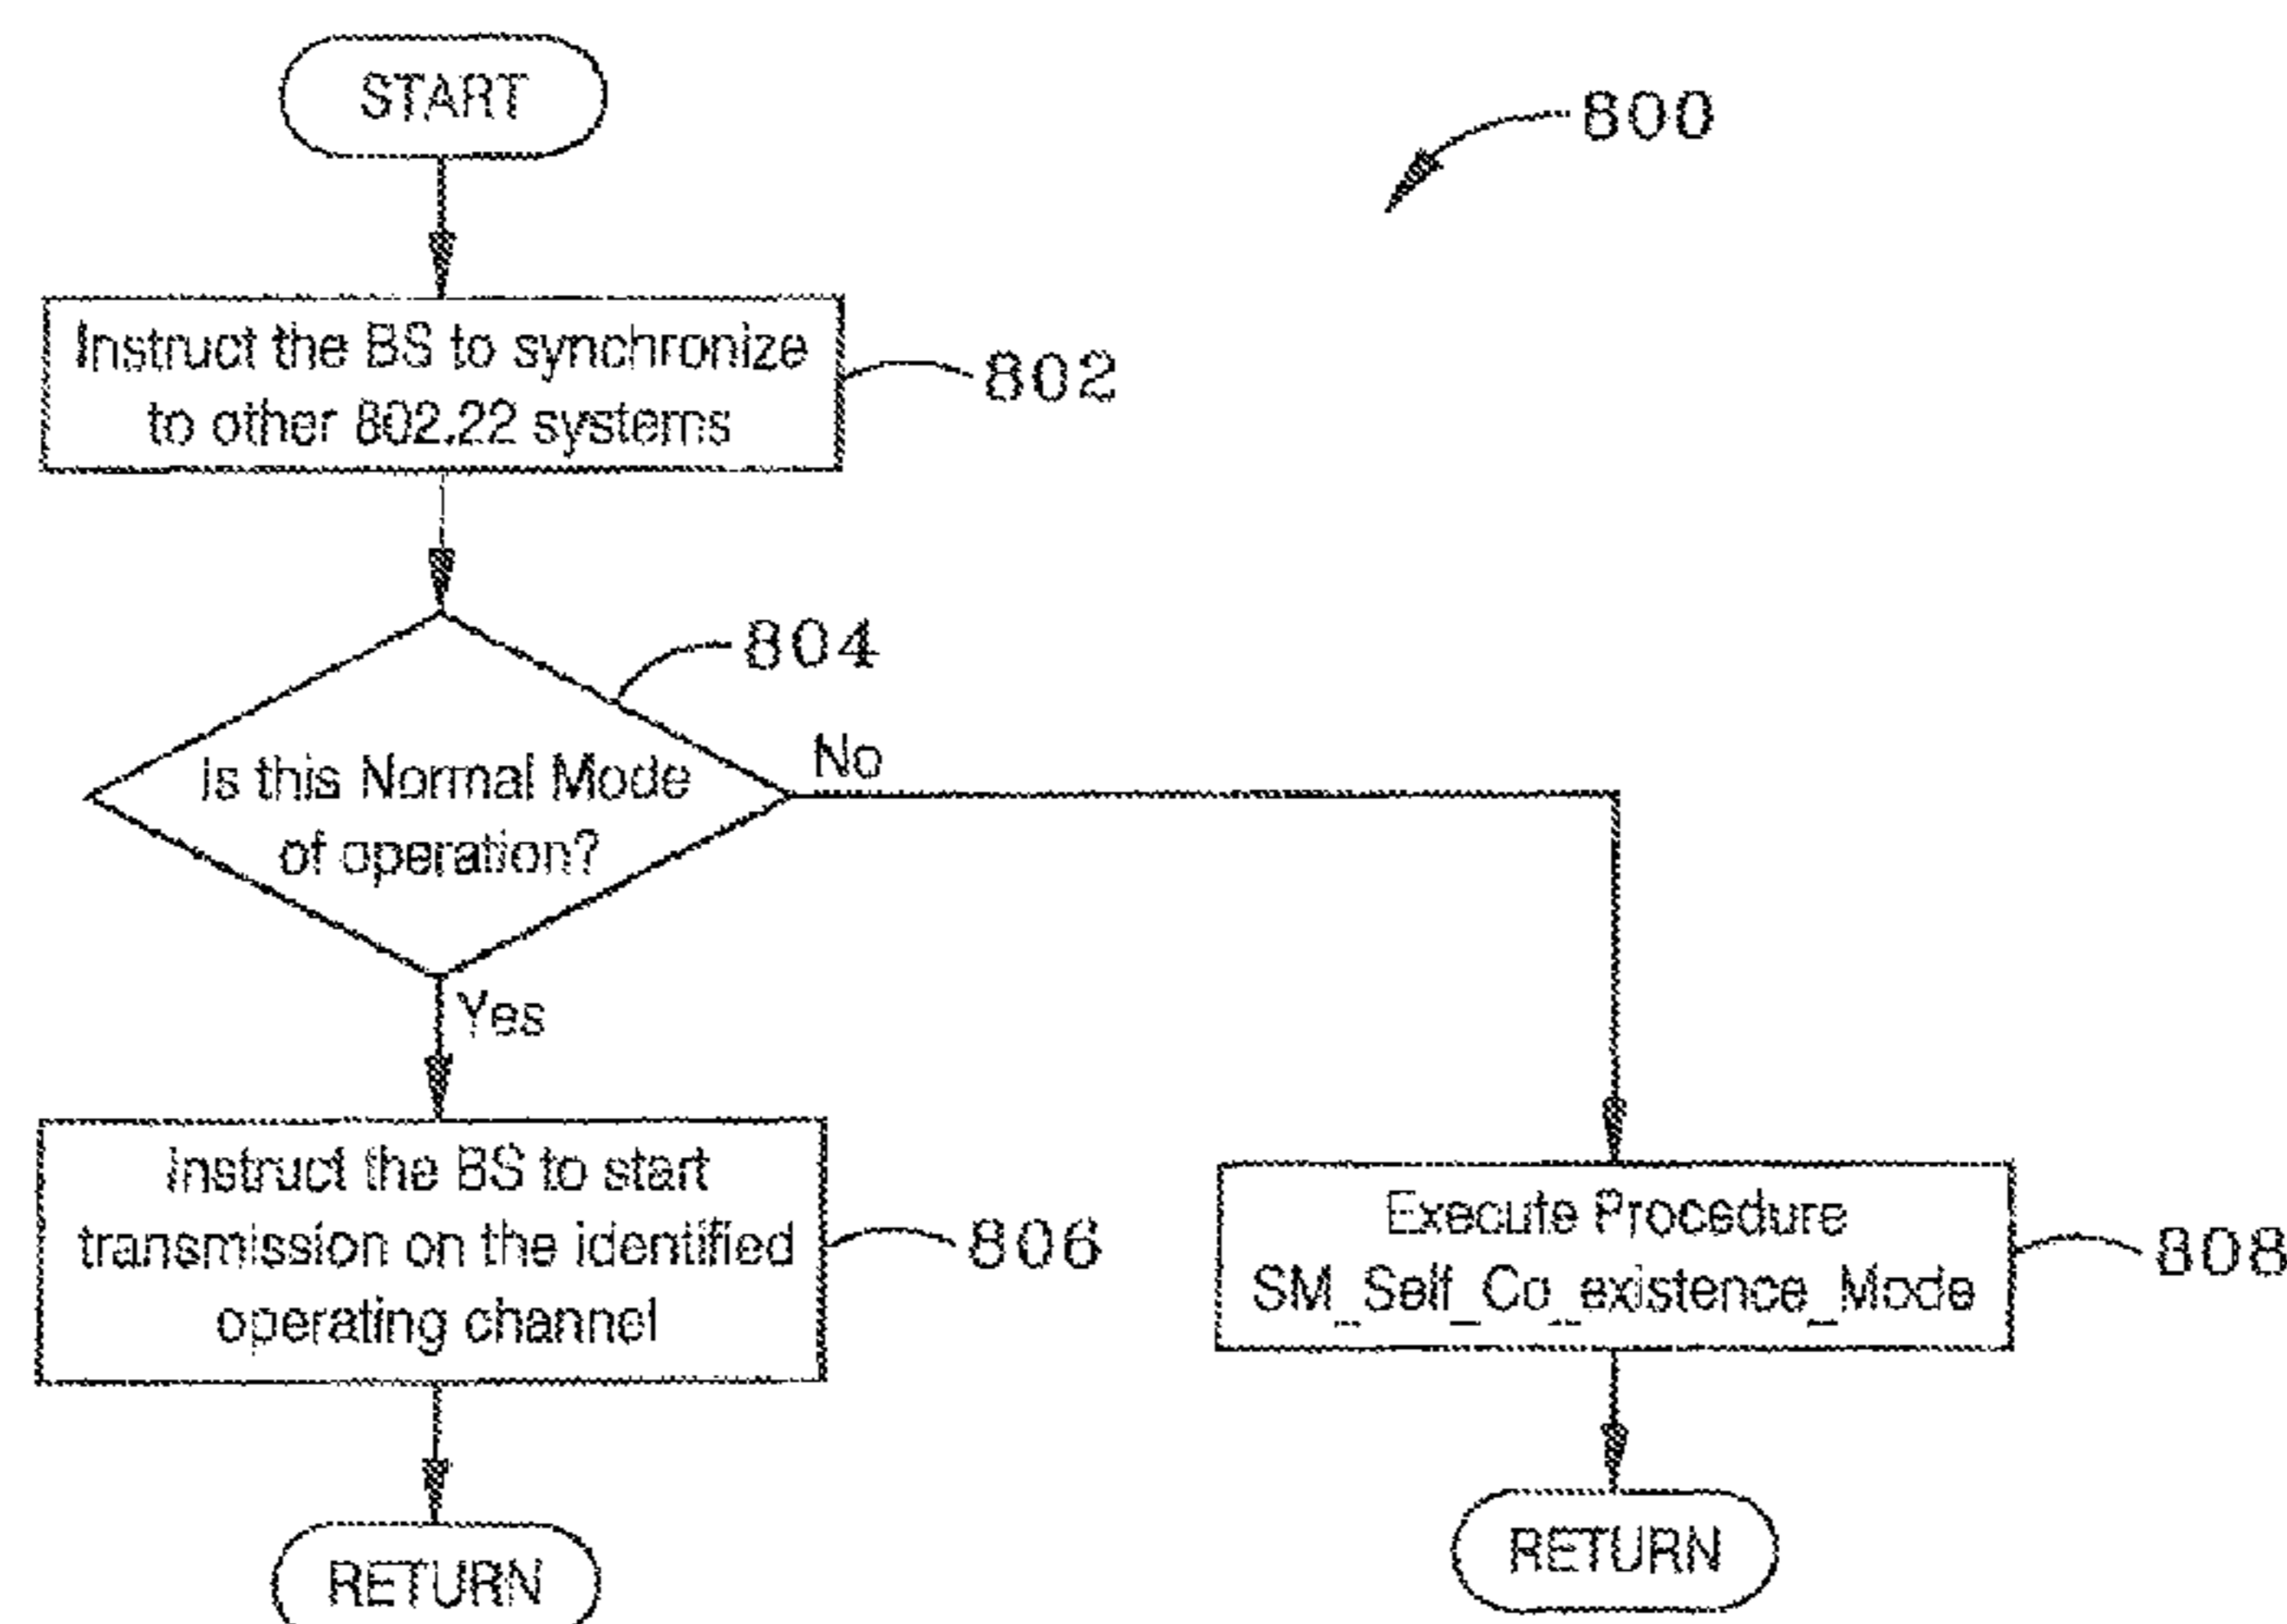 START
800
Instruct the BS to synchronize
to other 802.22 systems
802
804
Is this Normal Mode
of operation?
No
Yes
Instruct the BS to start
transmission on the identified
operating channel
806
Execute Procedure
SM_Self_Co_existence_Mode
808
RETURN
RETURN